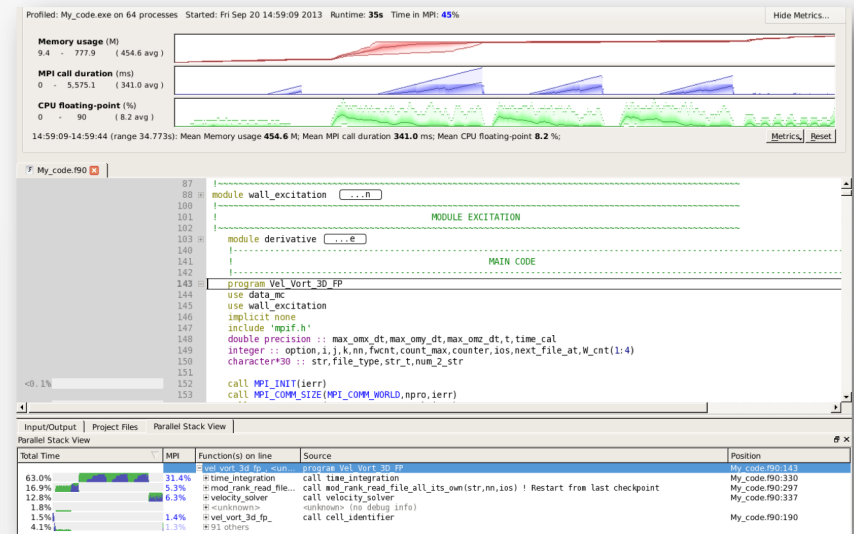 Profiled: My_code.exe on 64 processes Started: Fri Sep 20 14:59:09 2013 Runtime: 35s Time in MPI: 45% Hide Metrics...
Memory usage (M)
9.4 - 777.9 ( 454.6 avg )
MPI call duration (ms)
0 - 5,575.1 ( 341.0 avg )
CPU floating-point (%)
0 - 90 ( 8.2 avg )
14:59:09-14:59:44 (range 34.773s): Mean Memory usage 454.6 M; Mean MPI call duration 341.0 ms; Mean CPU floating-point 8.2 %; Metrics, Reset
F My_code.f90
87 !~~~~~~~~~~~~~~~~~~~~~~~~~~~~~~~~~~~~~~~~
88 module wall_excitation ...n
100 !~~~~~~~~~~~~~~~~~~~~~~~~~~~~~~~~~~~~~~~~
101 ! MODULE EXCITATION
102 !~~~~~~~~~~~~~~~~~~~~~~~~~~~~~~~~~~~~~~~~
103 module derivative ...e
140 !----------------------------------------
141 ! MAIN CODE
142 !----------------------------------------
143 program Vel_Vort_3D_FP
144 use data_mc
145 use wall_excitation
146 implicit none
147 include 'mpif.h'
148 double precision :: max_omx_dt,max_omy_dt,max_omz_dt,t,time_cal
149 integer :: option,i,j,k,nn,fwcnt,count_max,counter,ios,next_file_at,W_cnt(1:4)
150 character*30 :: str,file_type,str_t,num_2_str
151
<0.1% 152 call MPI_INIT(ierr)
153 call MPI_COMM_SIZE(MPI_COMM_WORLD,npro,ierr)
Input/Output Project Files Parallel Stack View
Parallel Stack View
Total Time MPI Function(s) on line Source Position
vel_vort_3d_fp_, <un... program Vel_Vort_3D_FP My_code.f90:143
63.0% 31.4% time_integration call time_integration My_code.f90:330
16.9% 5.3% mod_rank_read_file... call mod_rank_read_file_all_its_own(str,nn,ios) ! Restart from last checkpoint My_code.f90:297
12.8% 6.3% velocity_solver call velocity_solver My_code.f90:337
1.8% <unknown> <unknown> (no debug info)
1.5% 1.4% vel_vort_3d_fp_ call cell_identifier My_code.f90:190
4.1% 1.3% 91 others